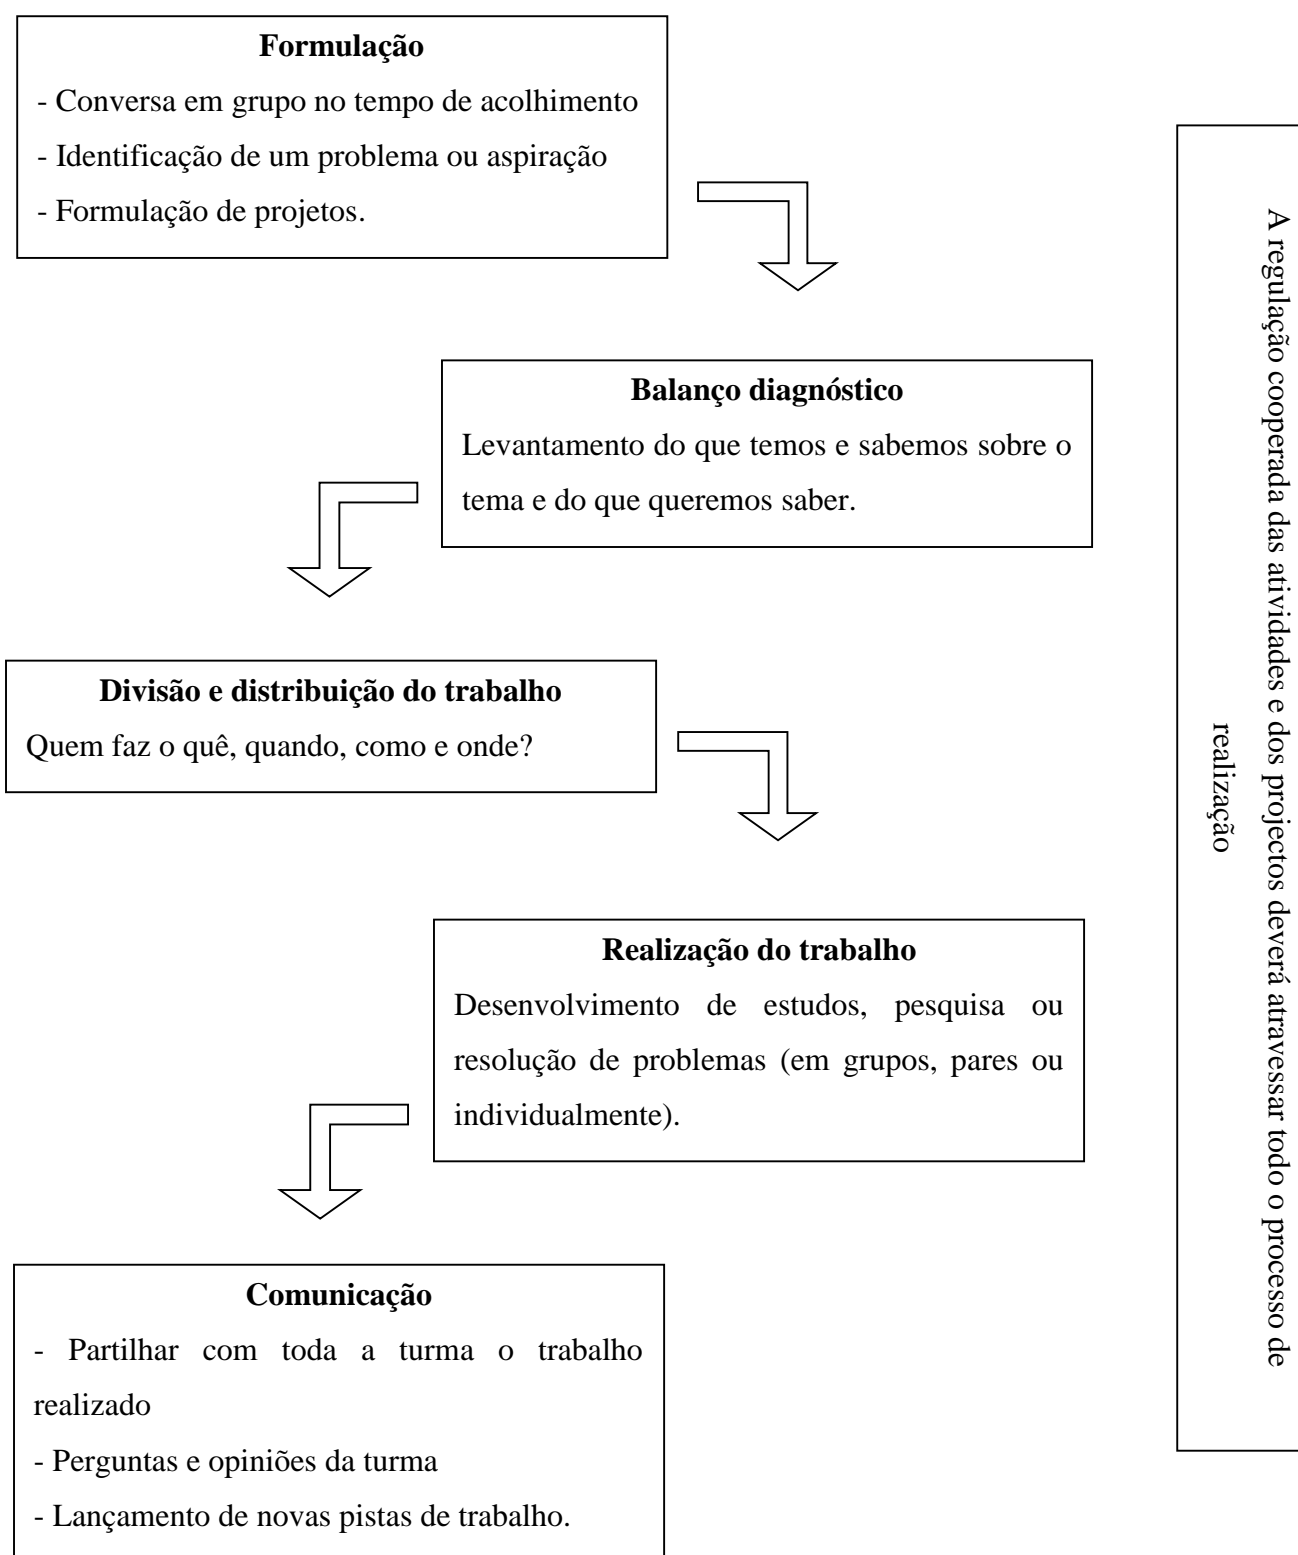 Formulação
- Conversa em grupo no tempo de acolhimento
- Identificação de um problema ou aspiração
- Formulação de projetos.
Balanço diagnóstico
Levantamento do que temos e sabemos sobre o
tema e do que queremos saber.
Divisão e distribuição do trabalho
Quem faz o quê, quando, como e onde?
Realização do trabalho
Desenvolvimento de estudos, pesquisa ou
resolução de problemas (em grupos, pares ou
individualmente).
Comunicação
- Partilhar com toda a turma o trabalho
realizado
- Perguntas e opiniões da turma
- Lançamento de novas pistas de trabalho.
A regulação cooperada das atividades e dos projectos deverá atravessar todo o processo de
realização